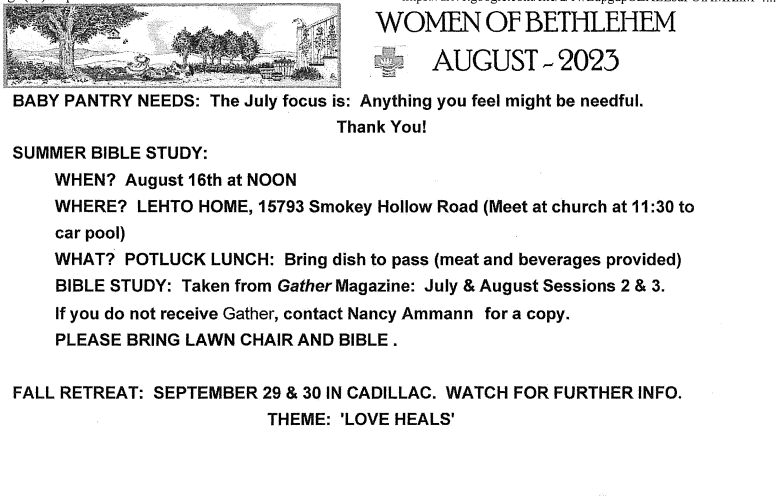 WOMEN OF BETHLEHEM
AUGUST ~ 2023
BABY PANTRY NEEDS: The July focus is: Anything you feel might be needful.
Thank You!
SUMMER BIBLE STUDY:
WHEN? August 16th at NOON
WHERE? LEHTO HOME, 15793 Smokey Hollow Road (Meet at church at 11:30 to
car pool)
WHAT? POTLUCK LUNCH: Bring dish to pass (meat and beverages provided)
BIBLE STUDY: Taken from Gather Magazine: July & August Sessions 2 & 3.
If you do not receive Gather, contact Nancy Ammann for a copy.
PLEASE BRING LAWN CHAIR AND BIBLE .
FALL RETREAT: SEPTEMBER 29 & 30 IN CADILLAC. WATCH FOR FURTHER INFO.
THEME: 'LOVE HEALS'